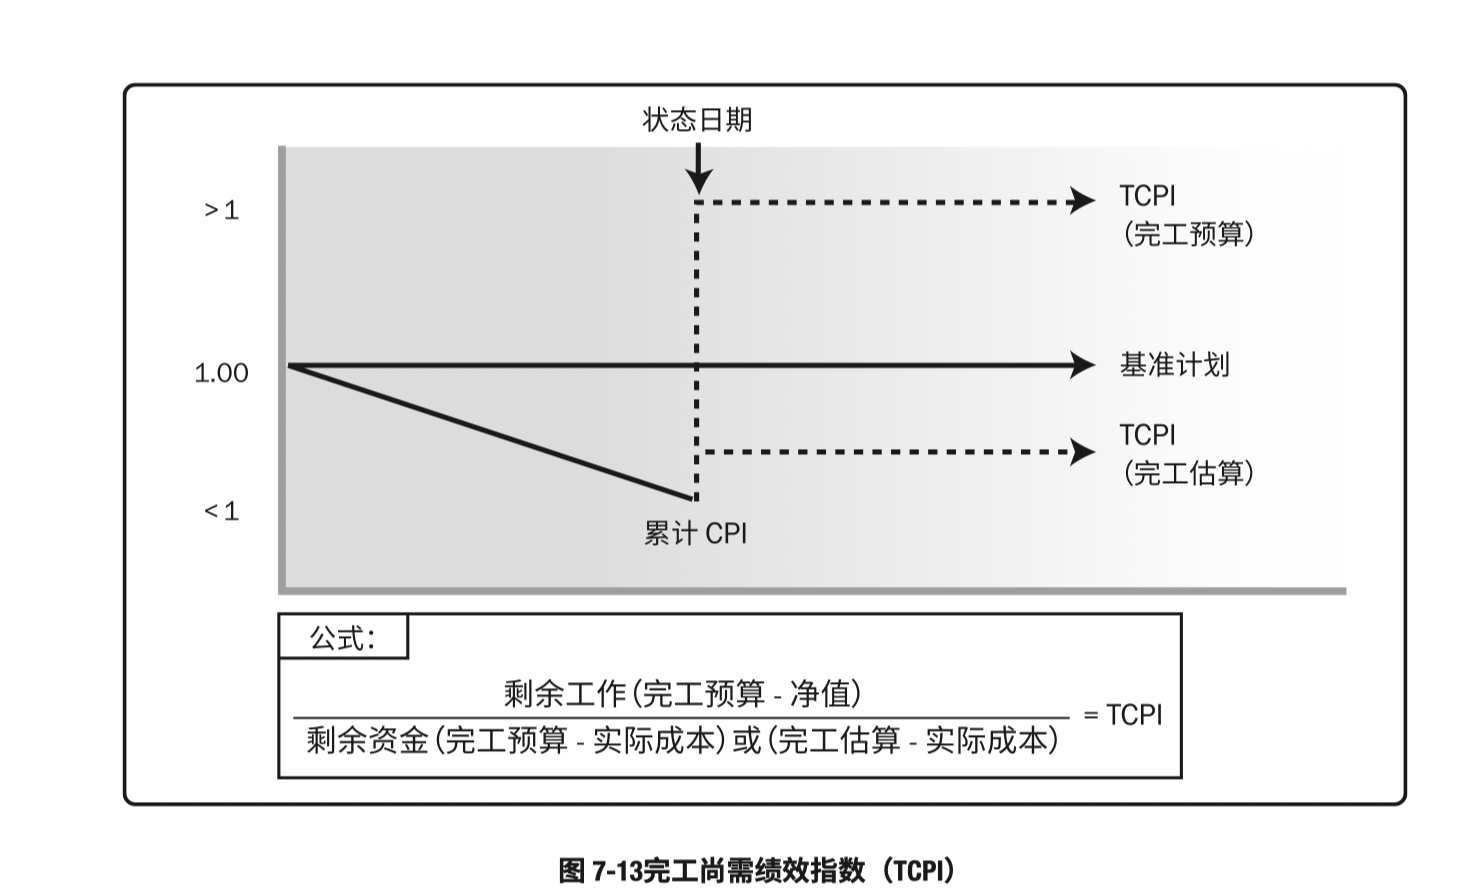 状态日期
>1
TCPI
（完工预算）
1.00
基准计划
TCPI
（完工估算）
<1
累计 CPI
公式：
剩余工作（完工预算 - 净值）
剩余资金（完工预算 - 实际成本）或（完工估算 - 实际成本）
= TCPI
图 7-13完工尚需绩效指数（TCPI）